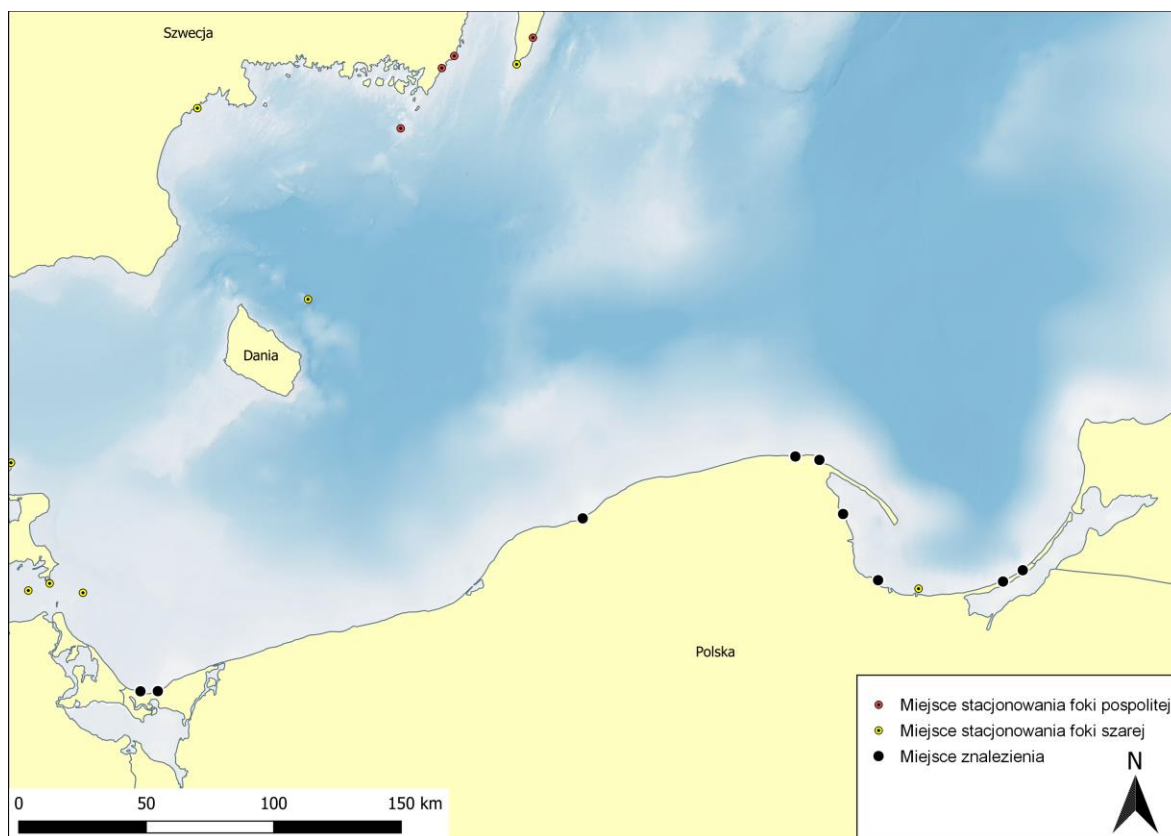 Szwecja
Dania
Polska
Miejsce stacjonowania foki pospolitej
Miejsce stacjonowania foki szarej
Miejsce znalezienia
N
0 50 100 150 km